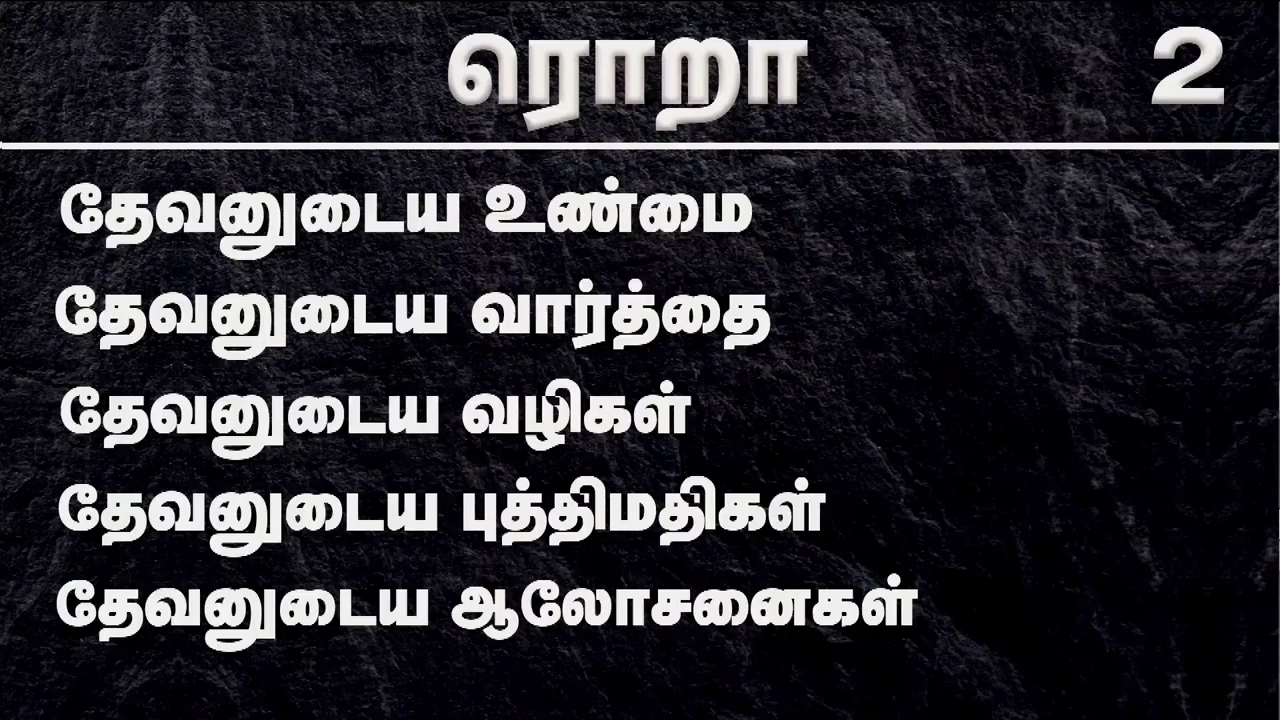 ரொறா 2
தேவனுடைய உண்மை
தேவனுடைய வார்த்தை
தேவனுடைய வழிகள்
தேவனுடைய புத்திமதிகள்
தேவனுடைய ஆலோசனைகள்